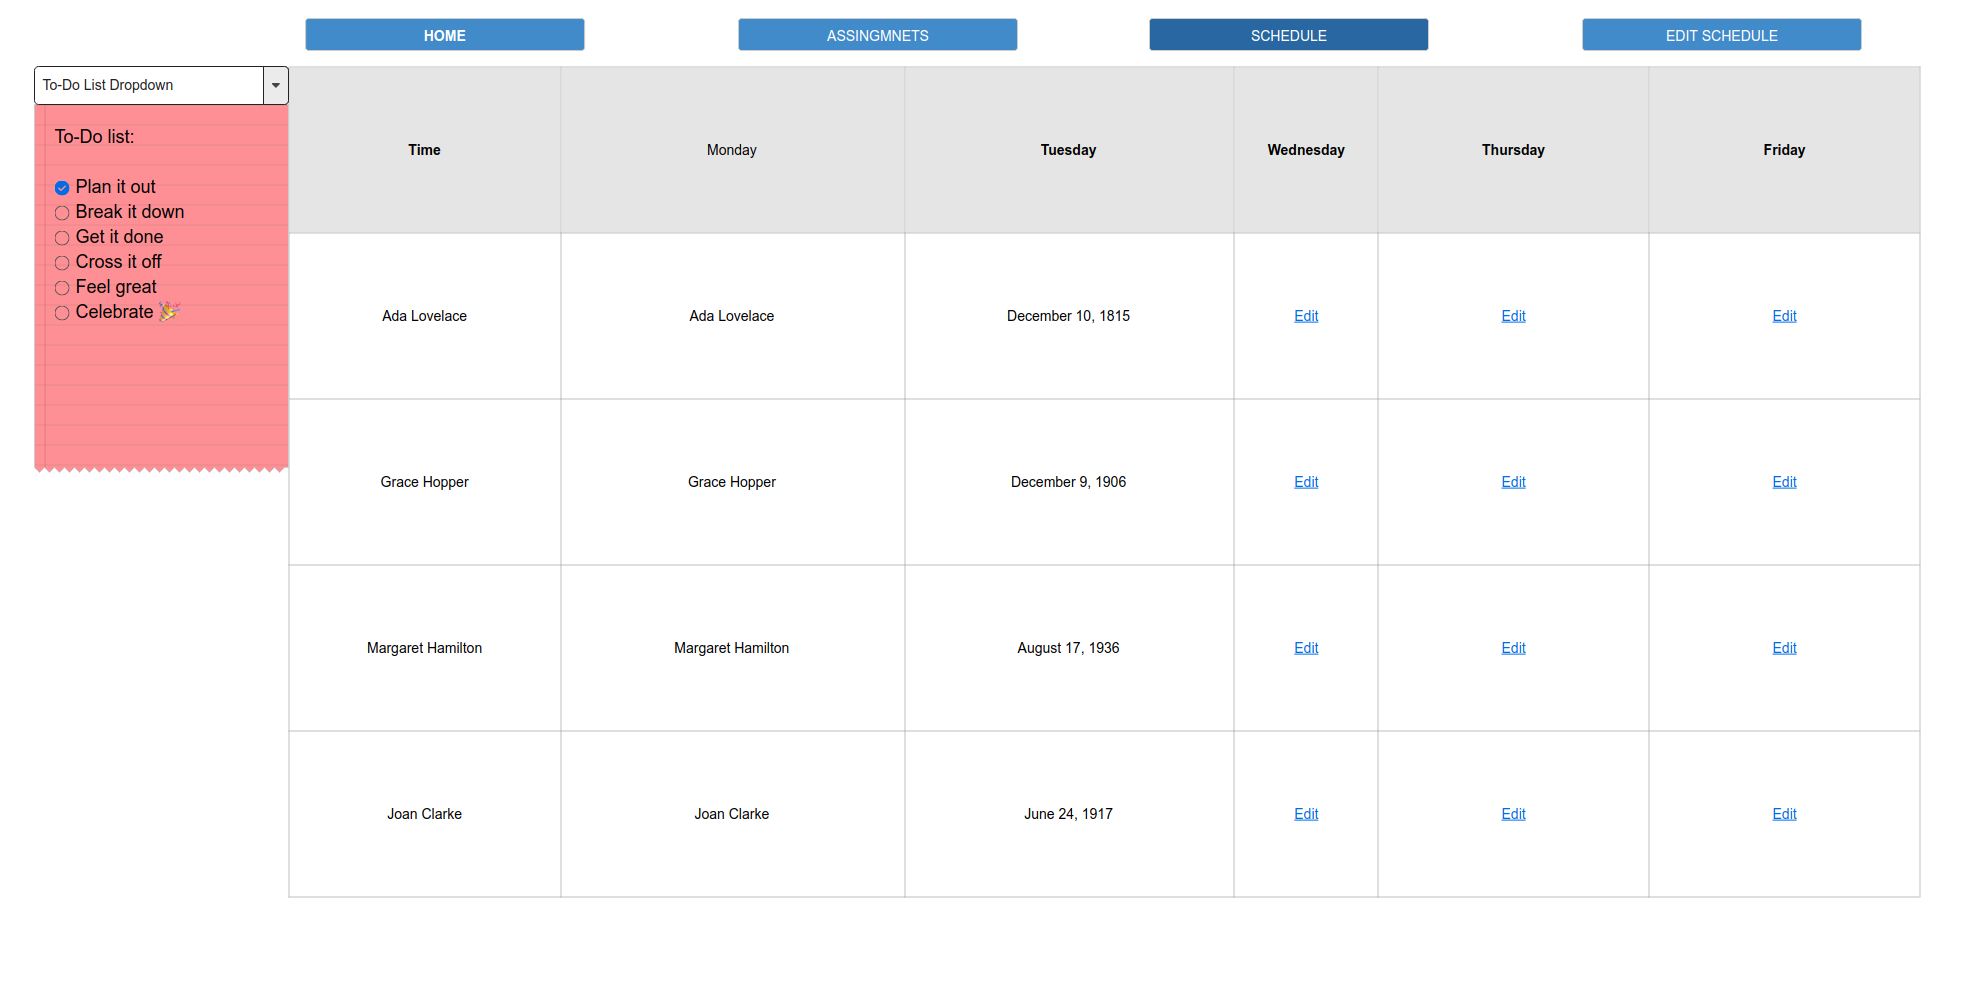 HOME ASSINGMNETS SCHEDULE EDIT SCHEDULE
To-Do List Dropdown
To-Do list:
Plan it out
Break it down
Get it done
Cross it off
Feel great
Celebrate 🎉
Time Monday Tuesday Wednesday Thursday Friday
Ada Lovelace Ada Lovelace December 10, 1815 Edit Edit Edit
Grace Hopper Grace Hopper December 9, 1906 Edit Edit Edit
Margaret Hamilton Margaret Hamilton August 17, 1936 Edit Edit Edit
Joan Clarke Joan Clarke June 24, 1917 Edit Edit Edit